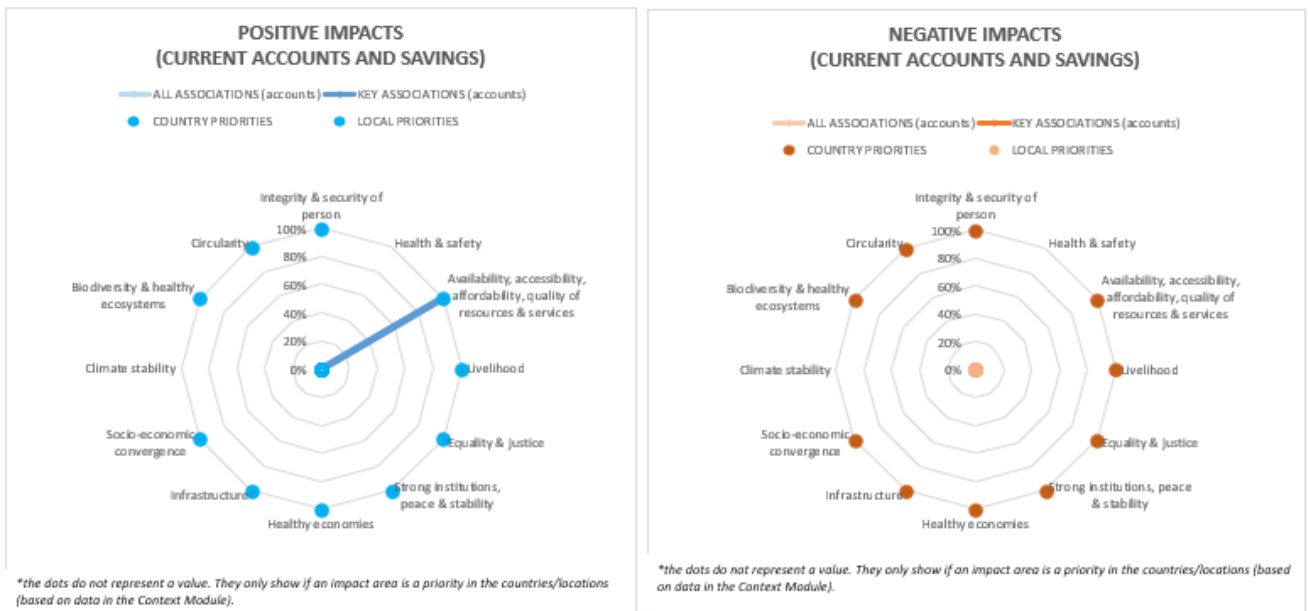 POSITIVE IMPACTS
(CURRENT ACCOUNTS AND SAVINGS)
ALL ASSOCIATIONS (accounts)
KEY ASSOCIATIONS (accounts)
COUNTRY PRIORITIES
LOCAL PRIORITIES
Integrity & security of
person
Circularity
Health & safety
100%
80%
60%
40%
20%
0%
Availability, accessibility,
affordability, quality of
resources & services
Biodiversity & healthy
ecosystems
Climate stability
Livelihood
Socio-economic
convergence
Equality & justice
Infrastructure
Strong institutions,
peace & stability
Healthy economies
*the dots do not represent a value. They only show if an impact area is a priority in the countries/locations
(based on data in the Context Module).
NEGATIVE IMPACTS
(CURRENT ACCOUNTS AND SAVINGS)
ALL ASSOCIATIONS (accounts)
KEY ASSOCIATIONS (accounts)
COUNTRY PRIORITIES
LOCAL PRIORITIES
Integrity & security of
person
Circularity
Health & safety
100%
80%
60%
40%
20%
0%
Availability, accessibility,
affordability, quality of
resources & services
Biodiversity & healthy
ecosystems
Climate stability
Livelihood
Socio-economic
convergence
Equality & justice
Infrastructure
Strong institutions, peace
& stability
Healthy economies
*the dots do not represent a value. They only show if an impact area is a priority in the countries/locations (based
on data in the Context Module).